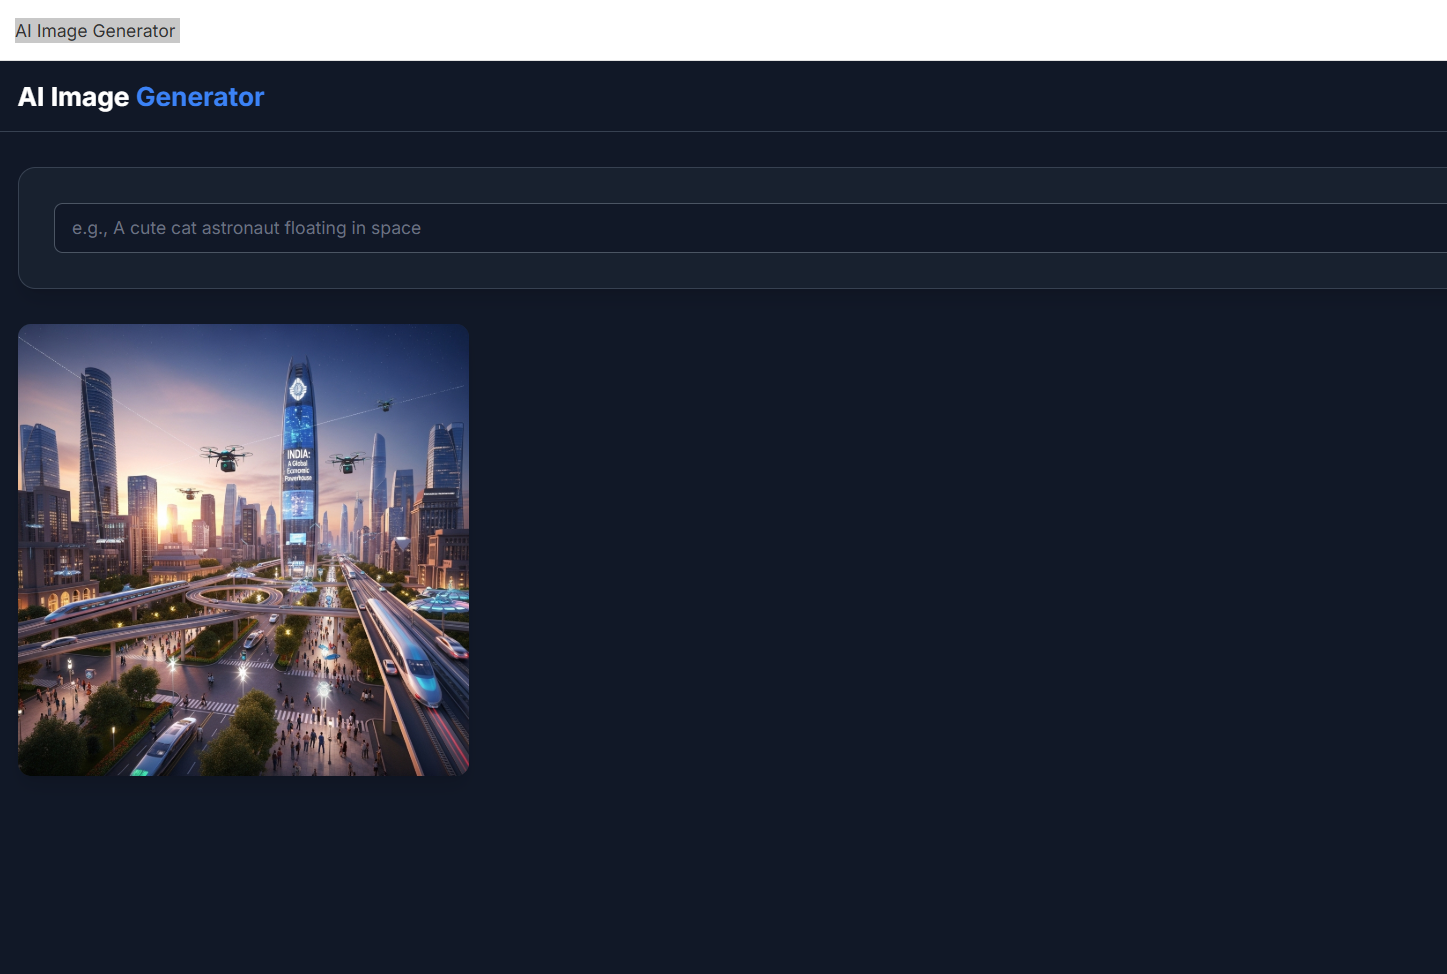 AI Image Generator
AI Image Generator
e.g., A cute cat astronaut floating in space
INDIA:
A Global
Economic
Powerhouse